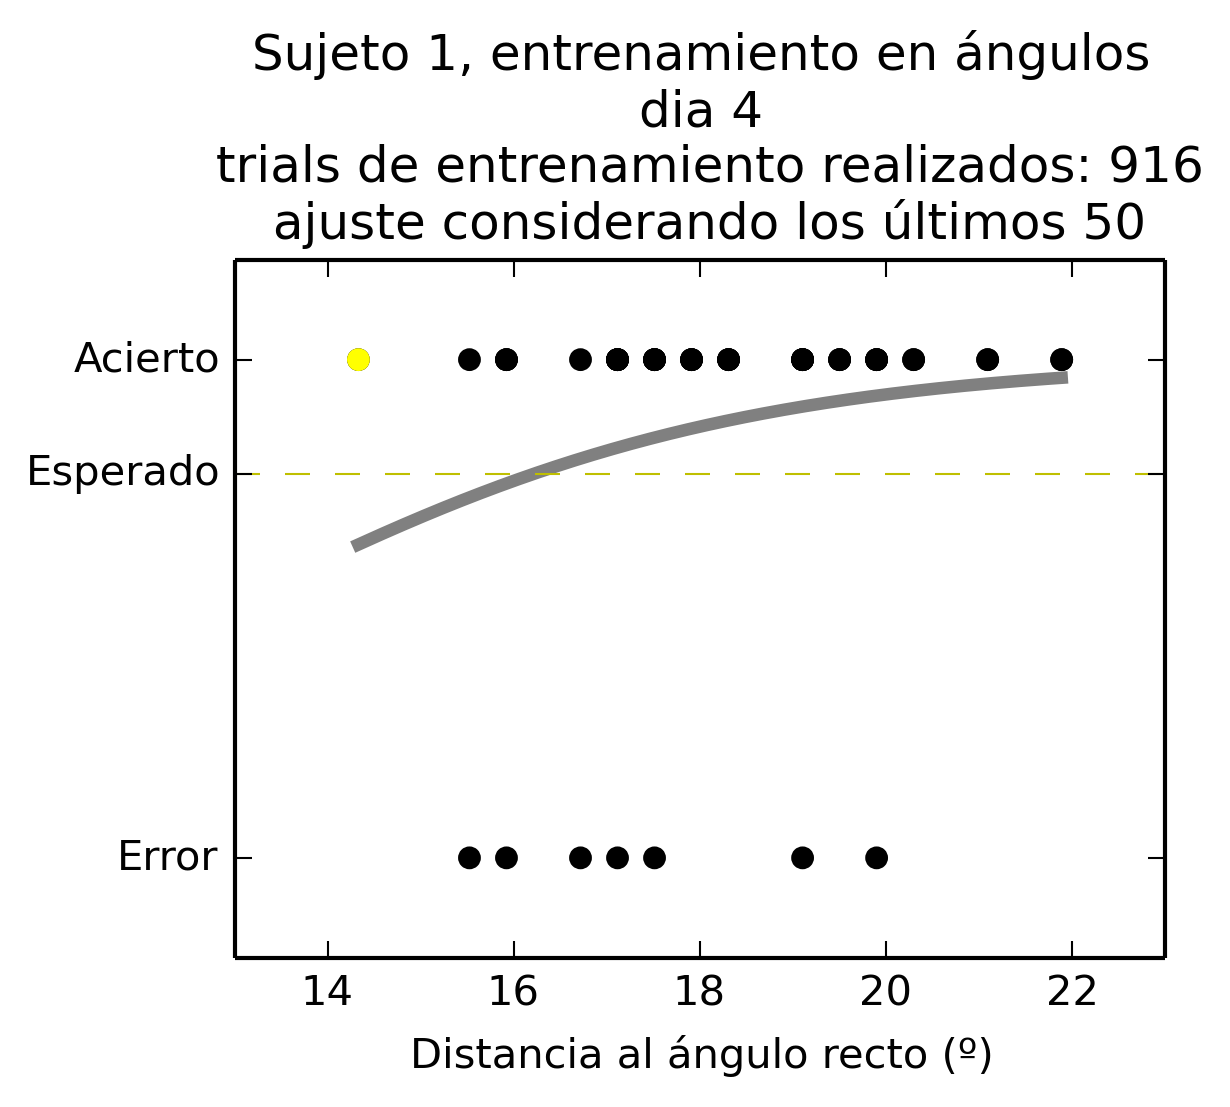 Sujeto 1, entrenamiento en ángulos
dia 4
trials de entrenamiento realizados: 916
ajuste considerando los últimos 50
Acierto
Esperado
Error
14 16 18 20 22
Distancia al ángulo recto (º)